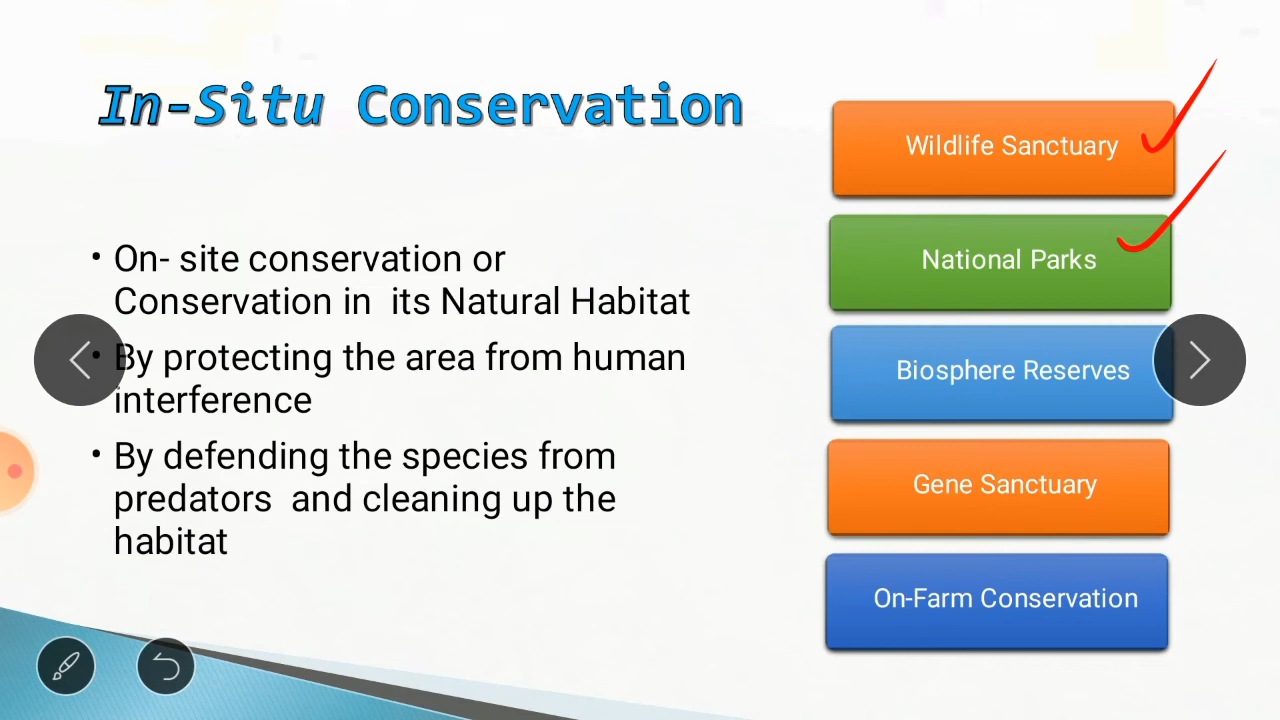 In-Situ Conservation
• On- site conservation or
Conservation in its Natural Habitat
• By protecting the area from human
interference
• By defending the species from
predators and cleaning up the
habitat
Wildlife Sanctuary
National Parks
Biosphere Reserves
Gene Sanctuary
On-Farm Conservation